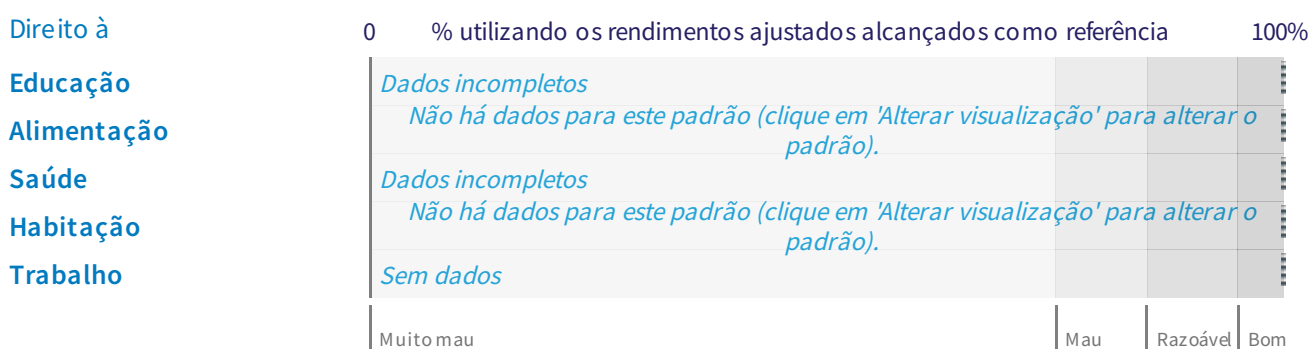 Direito à
0 % utilizando os rendimentos ajustados alcançados como referência 100%
Educação Dados incompletos
Alimentação Não há dados para este padrão (clique em 'Alterar visualização' para alterar o
padrão).
Saúde Dados incompletos
Habitação Não há dados para este padrão (clique em 'Alterar visualização' para alterar o
padrão).
Trabalho Sem dados
Muito mau Mau Razoável Bom